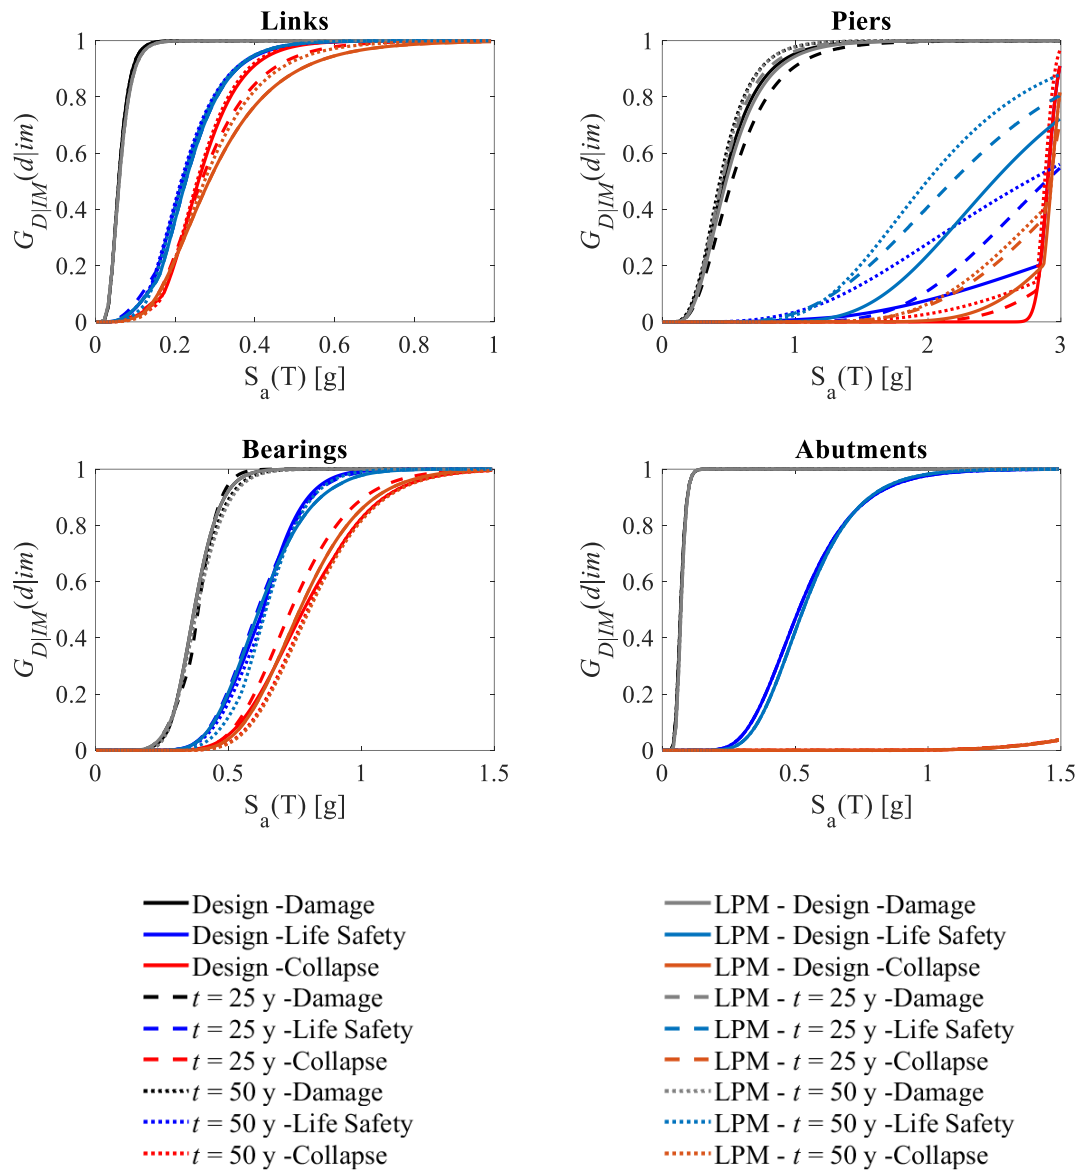 Links
1
0.8
0.6
0.4
0.2
0
0
0.2
0.4
0.6
0.8
1
G_{D|IM}(d|im)
S_a(T) [g]
Piers
1
0.8
0.6
0.4
0.2
0
0
1
2
3
G_{D|IM}(d|im)
S_a(T) [g]
Bearings
1
0.8
0.6
0.4
0.2
0
0
0.5
1
1.5
G_{D|IM}(d|im)
S_a(T) [g]
Abutments
1
0.8
0.6
0.4
0.2
0
0
0.5
1
1.5
G_{D|IM}(d|im)
S_a(T) [g]
Design -Damage
Design -Life Safety
Design -Collapse
t = 25 y -Damage
t = 25 y -Life Safety
t = 25 y -Collapse
t = 50 y -Damage
t = 50 y -Life Safety
t = 50 y -Collapse
LPM - Design -Damage
LPM - Design -Life Safety
LPM - Design -Collapse
LPM - t = 25 y -Damage
LPM - t = 25 y -Life Safety
LPM - t = 25 y -Collapse
LPM - t = 50 y -Damage
LPM - t = 50 y -Life Safety
LPM - t = 50 y -Collapse